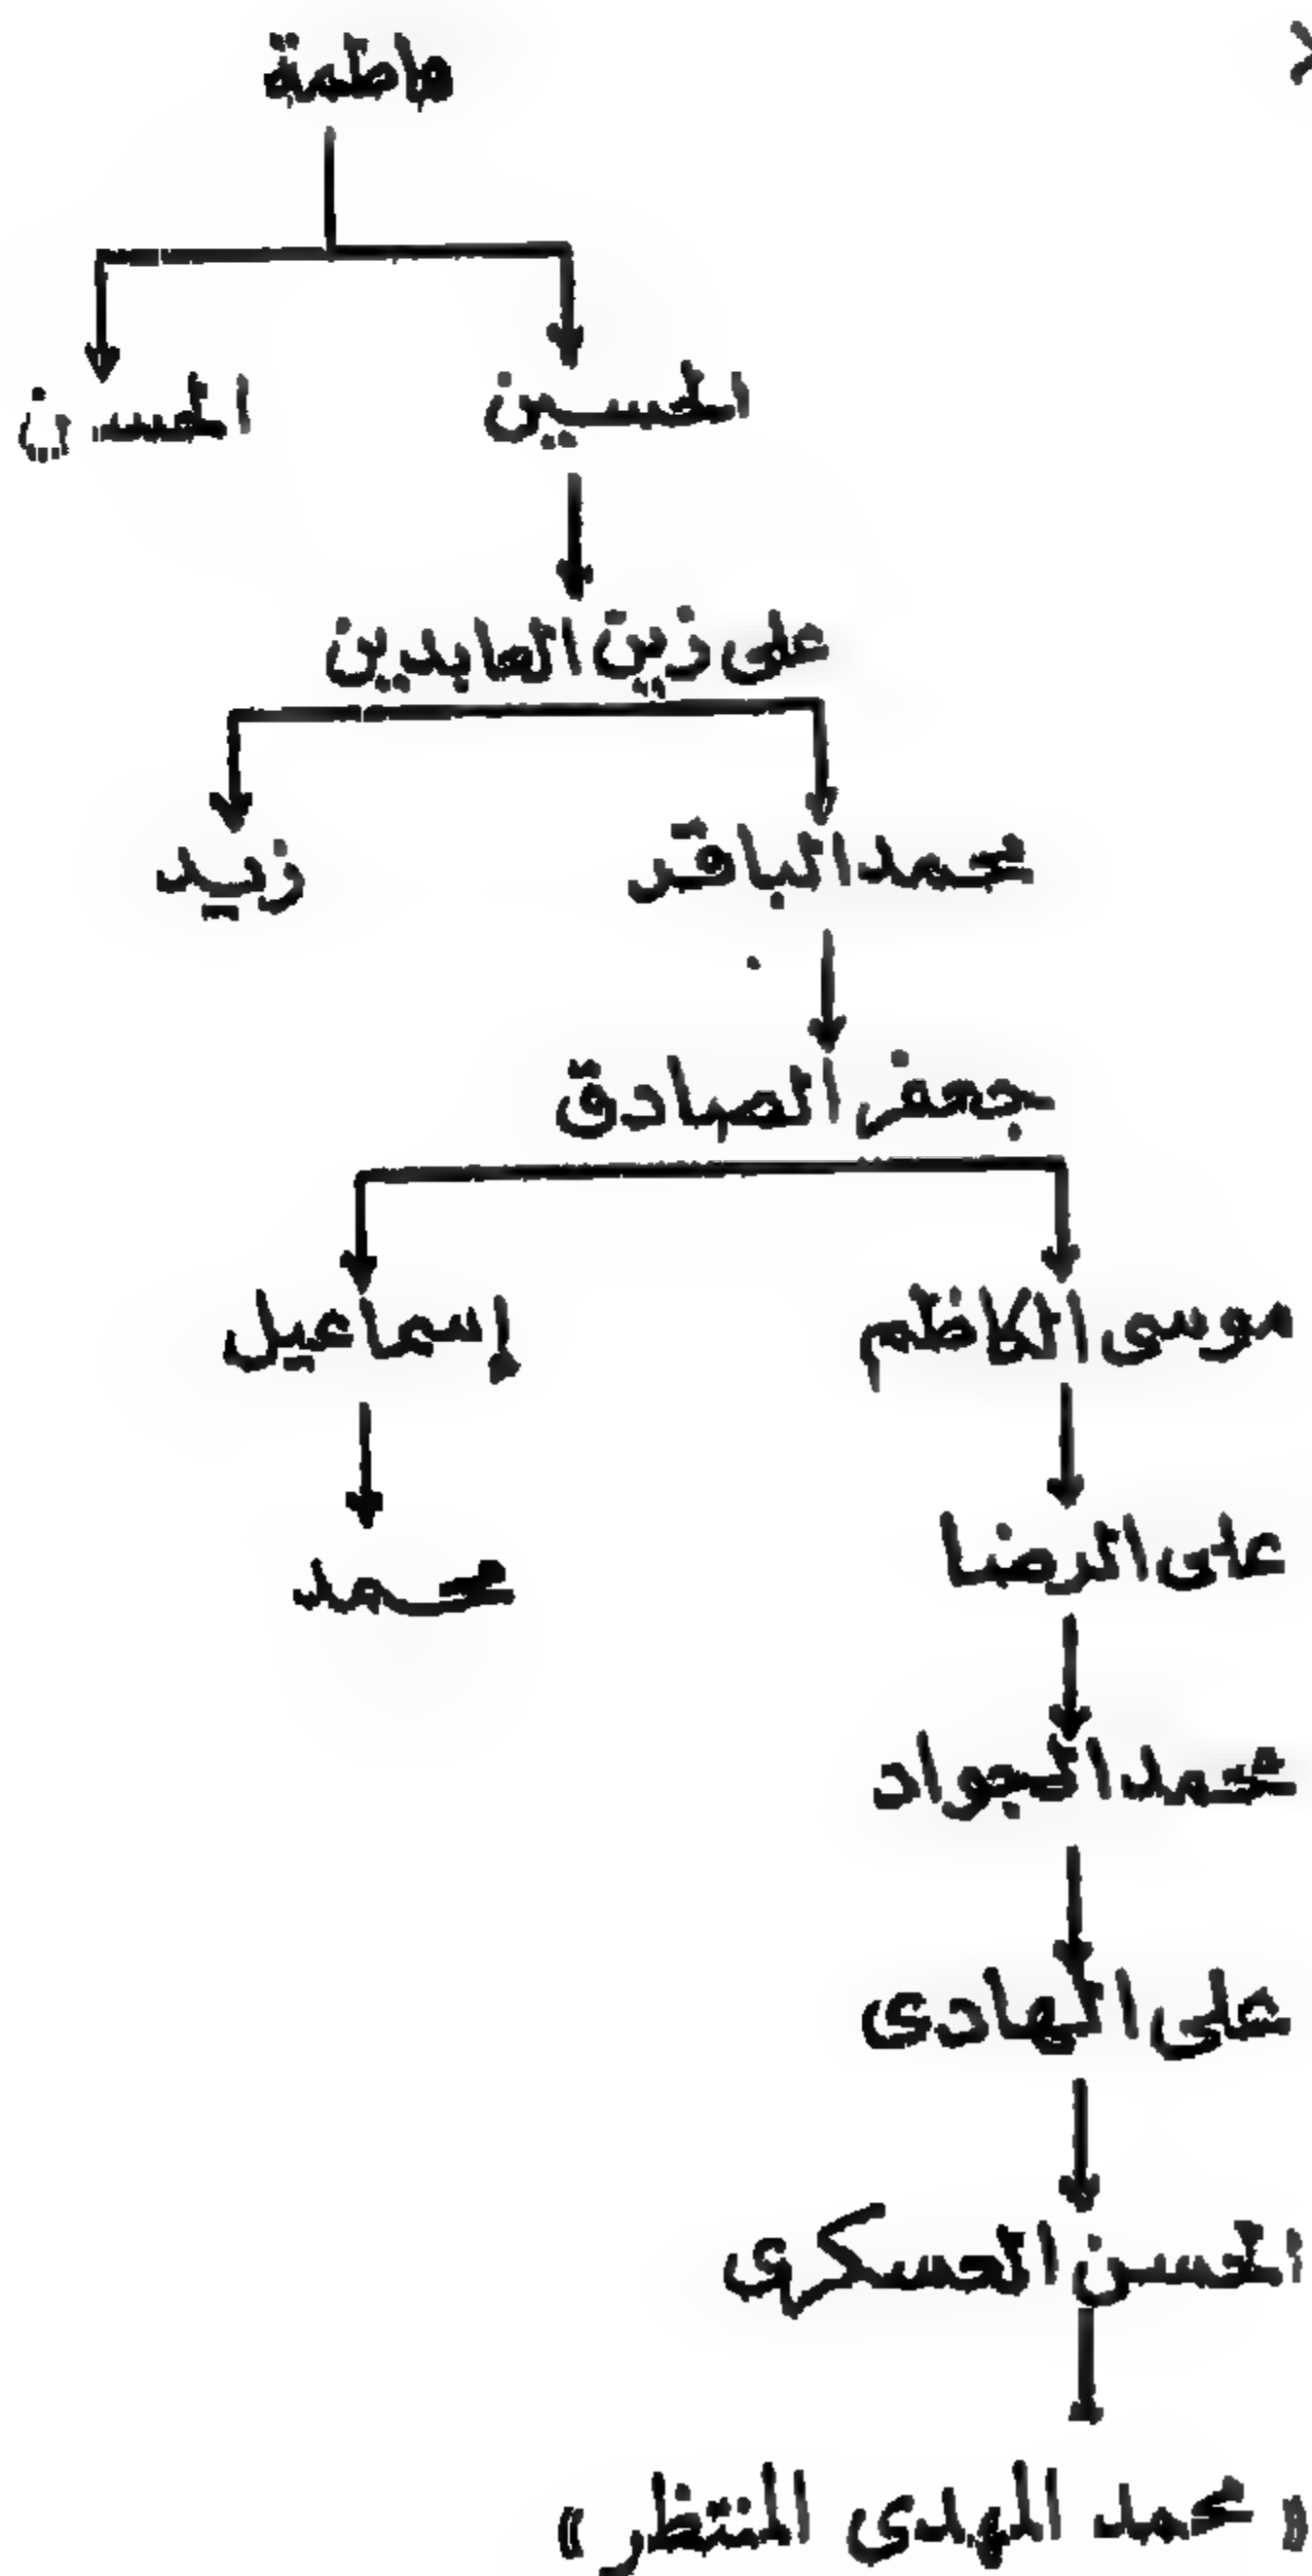 فاطمة
الحسين
الحسن
على زين العابدين
محمد الباقر
زيد
جعفر الصادق
موسى الكاظم
إسماعيل
على الرضا
محمد
محمد الجواد
على الهادى
الحسن العسكرى
« محمد المهدى المنتظر »